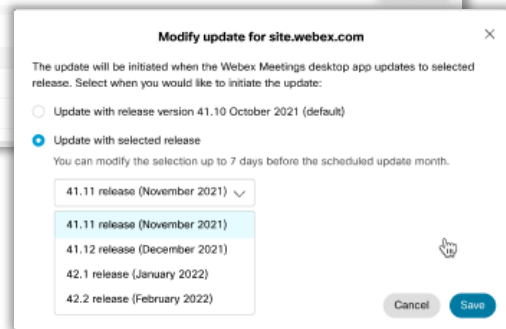 Modify update for site.webex.com
The update will be initiated when the Webex Meetings desktop app updates to selected
release. Select when you would like to initiate the update:
Update with release version 41.10 October 2021 (default)
Update with selected release
You can modify the selection up to 7 days before the scheduled update month.
41.11 release (November 2021)
41.11 release (November 2021)
41.12 release (December 2021)
42.1 release (January 2022)
42.2 release (February 2022)
Cancel Save